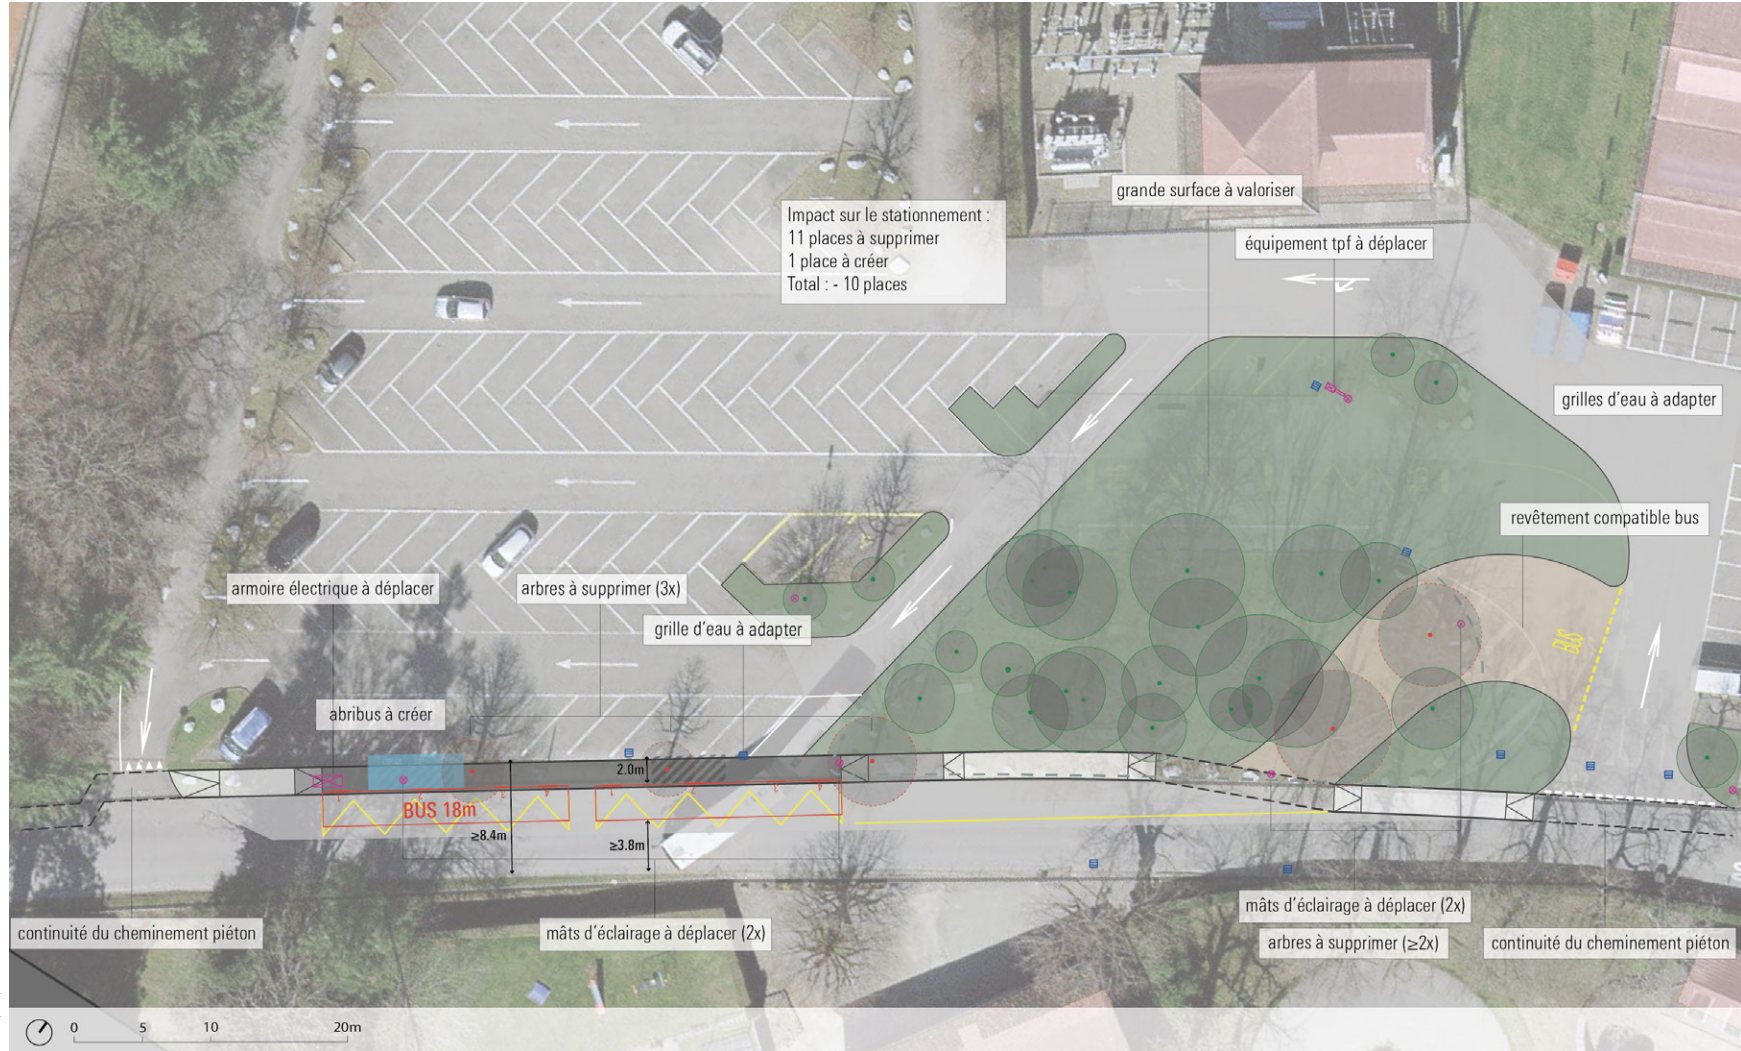 grande surface à valoriser
Impact sur le stationnement :
11 places à supprimer
1 place à créer
Total : - 10 places
équipement tpf à déplacer
grilles d'eau à adapter
revêtement compatible bus
armoire électrique à déplacer
arbres à supprimer (3x)
grille d'eau à adapter
BUS
abribus à créer
2.0m
BUS 18m
≥8.4m
≥3.8m
continuité du cheminement piéton
mâts d'éclairage à déplacer (2x)
mâts d'éclairage à déplacer (2x)
arbres à supprimer (≥2x)
continuité du cheminement piéton
0 5 10 20m